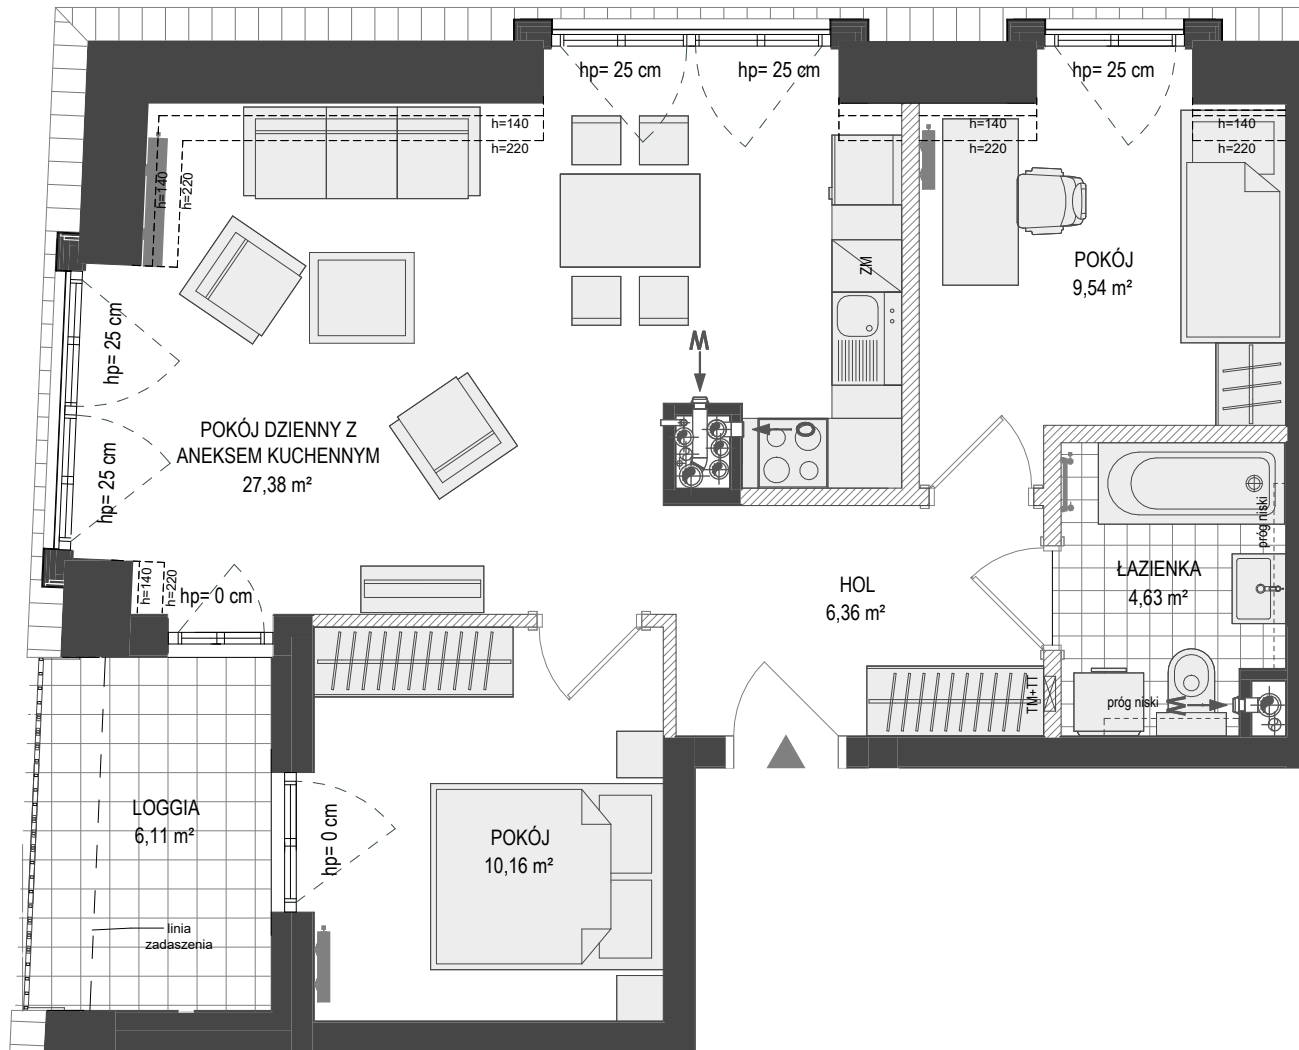 hp= 25 cm
hp= 25 cm
hp= 25 cm
h=140
h=220
h=140
h=220
h=140
h=220
h=140
h=220
ZM
POKÓJ
9,54 m²
hp= 25 cm
hp= 25 cm
M
POKÓJ DZIENNY Z
ANEKSEM KUCHENNYM
27,38 m²
O
próg niski
h=140
h=220
hp= 0 cm
HOL
6,36 m²
ŁAZIENKA
4,63 m²
TM+TT
próg niski
M
LOGGIA
6,11 m²
hp= 0 cm
POKÓJ
10,16 m²
linia
zadaszenia